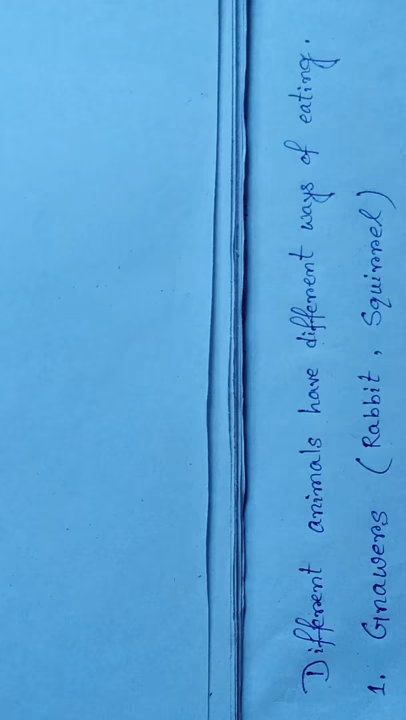 Different animals have different ways of eating.
1. Gnawers (Rabbit, Squirrel)